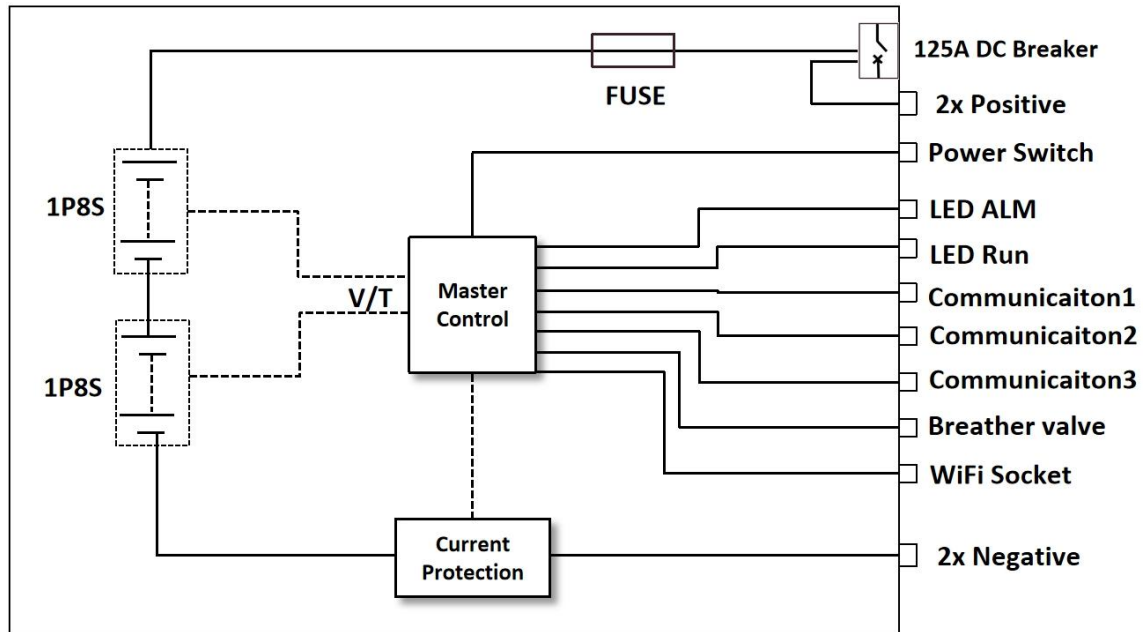 125A DC Breaker
FUSE
2x Positive
Power Switch
1P8S
LED ALM
LED Run
V/T
Master
Control
Communicaiton1
Communicaiton2
1P8S
Communicaiton3
Breather valve
WiFi Socket
Current
Protection
2x Negative